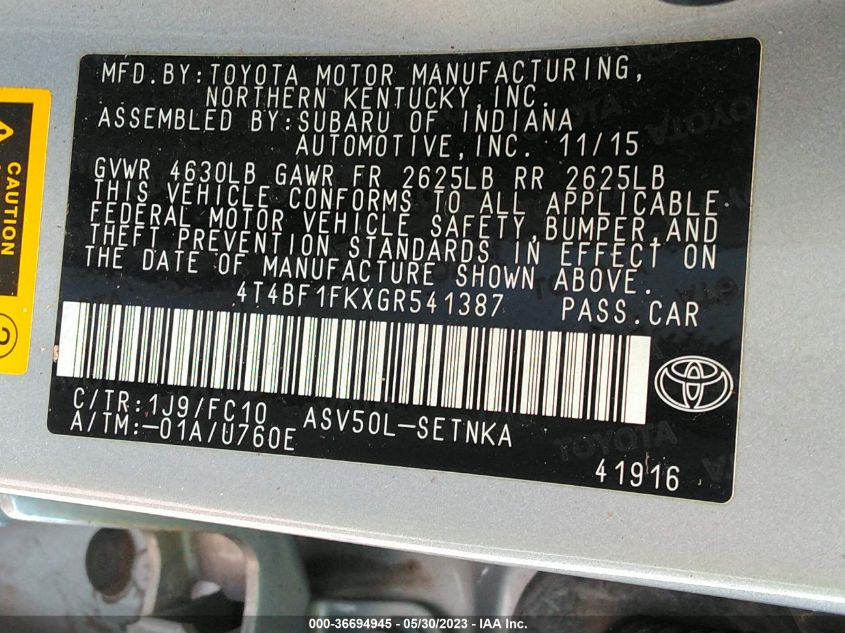 MFD.BY:TOYOTA MOTOR MANUFACTURING,
NORTHERN KENTUCKY,INC.
ASSEMBLED BY:SUBARU OF INDIANA
AUTOMOTIVE,INC. 11/15
GVWR 4630LB GAWR FR 2625LB RR 2625LB
THIS VEHICLE CONFORMS TO ALL APPLICABLE
FEDERAL MOTOR VEHICLE SAFETY,BUMPER,AND
THEFT PREVENTION STANDARDS IN EFFECT ON
THE DATE OF MANUFACTURE SHOWN ABOVE.
4T4BF1FKXGR541387 PASS.CAR
C/TR:1J9/FC10 ASV50L-SETNKA
A/TM:-01A/U760E
41916
CAUTION
2
TOYOTA
000-36694945 — 05/30/2023 — IAA Inc.